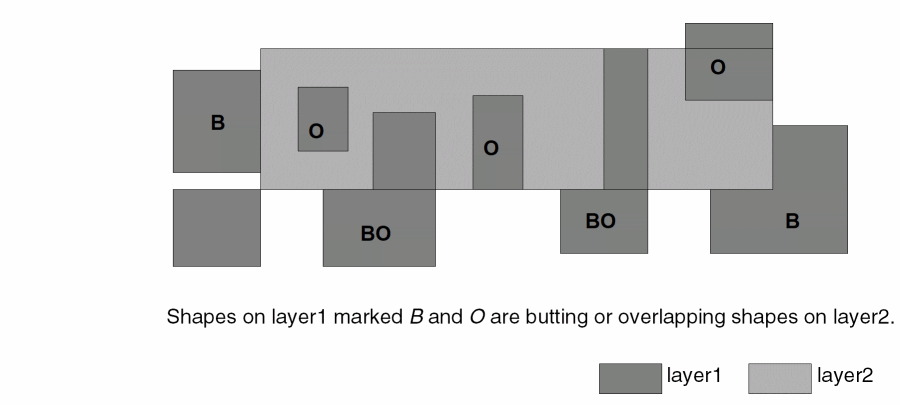 O
B
O
O
BO
BO
B
Shapes on layer1 marked B and O are butting or overlapping shapes on layer2.
layer1 layer2